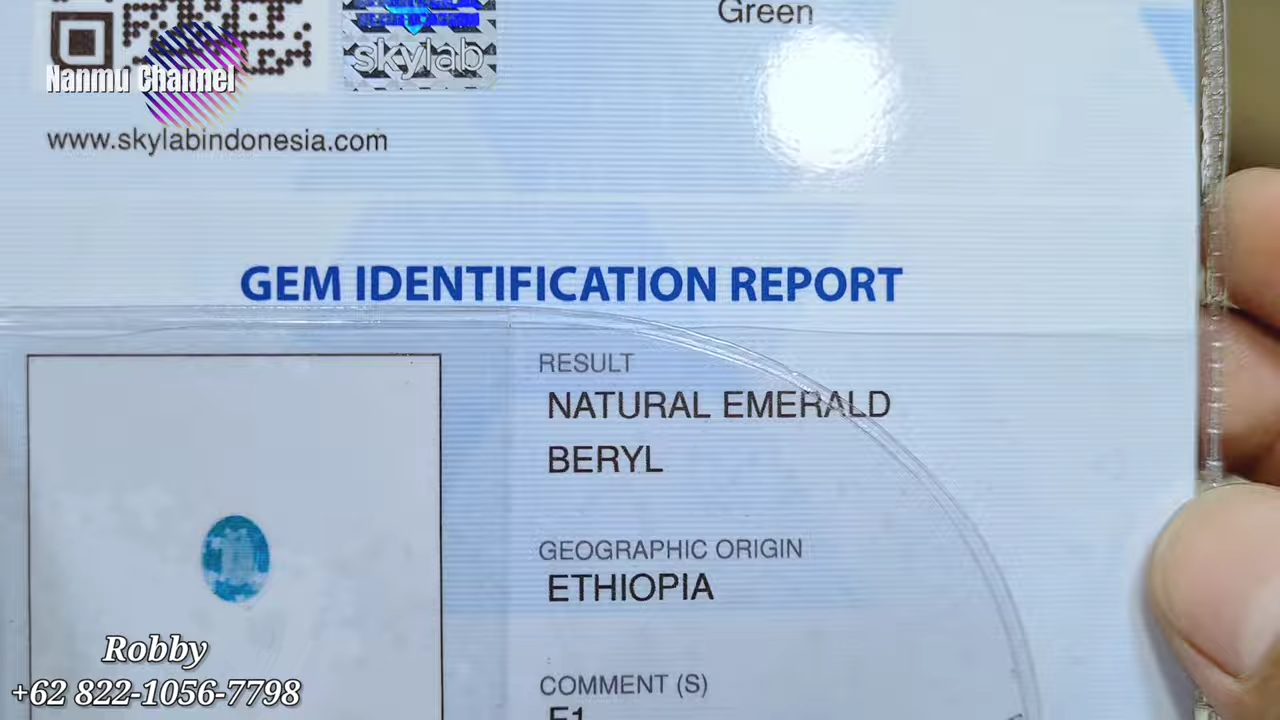 Green
skylab
Nanmu Channel
www.skylabindonesia.com
GEM IDENTIFICATION REPORT
RESULT
NATURAL EMERALD
BERYL
GEOGRAPHIC ORIGIN
ETHIOPIA
COMMENT (S)
F1
Robby
+62 822-1056-7798